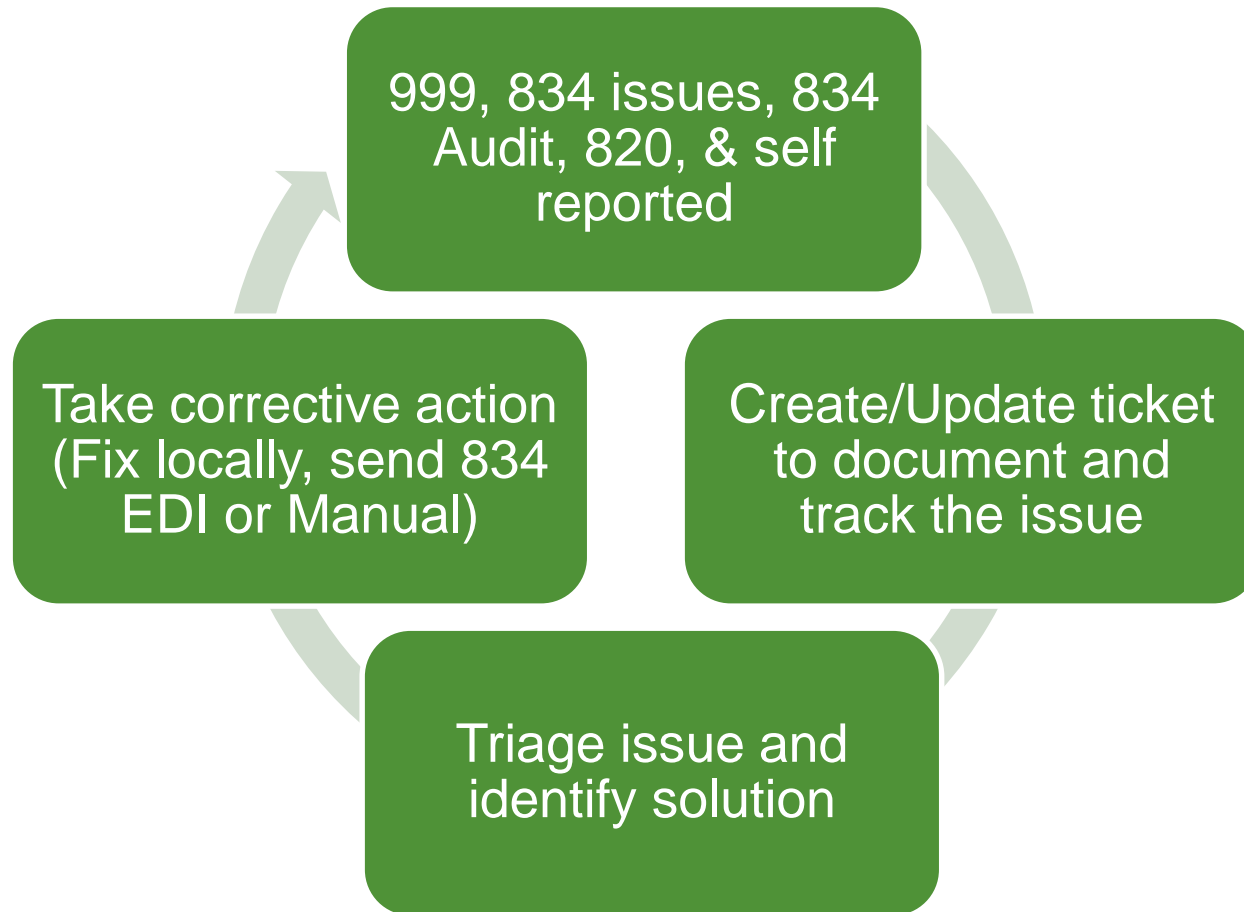 999, 834 issues, 834
Audit, 820, & self
reported
Create/Update ticket
to document and
track the issue
Triage issue and
identify solution
Take corrective action
(Fix locally, send 834
EDI or Manual)